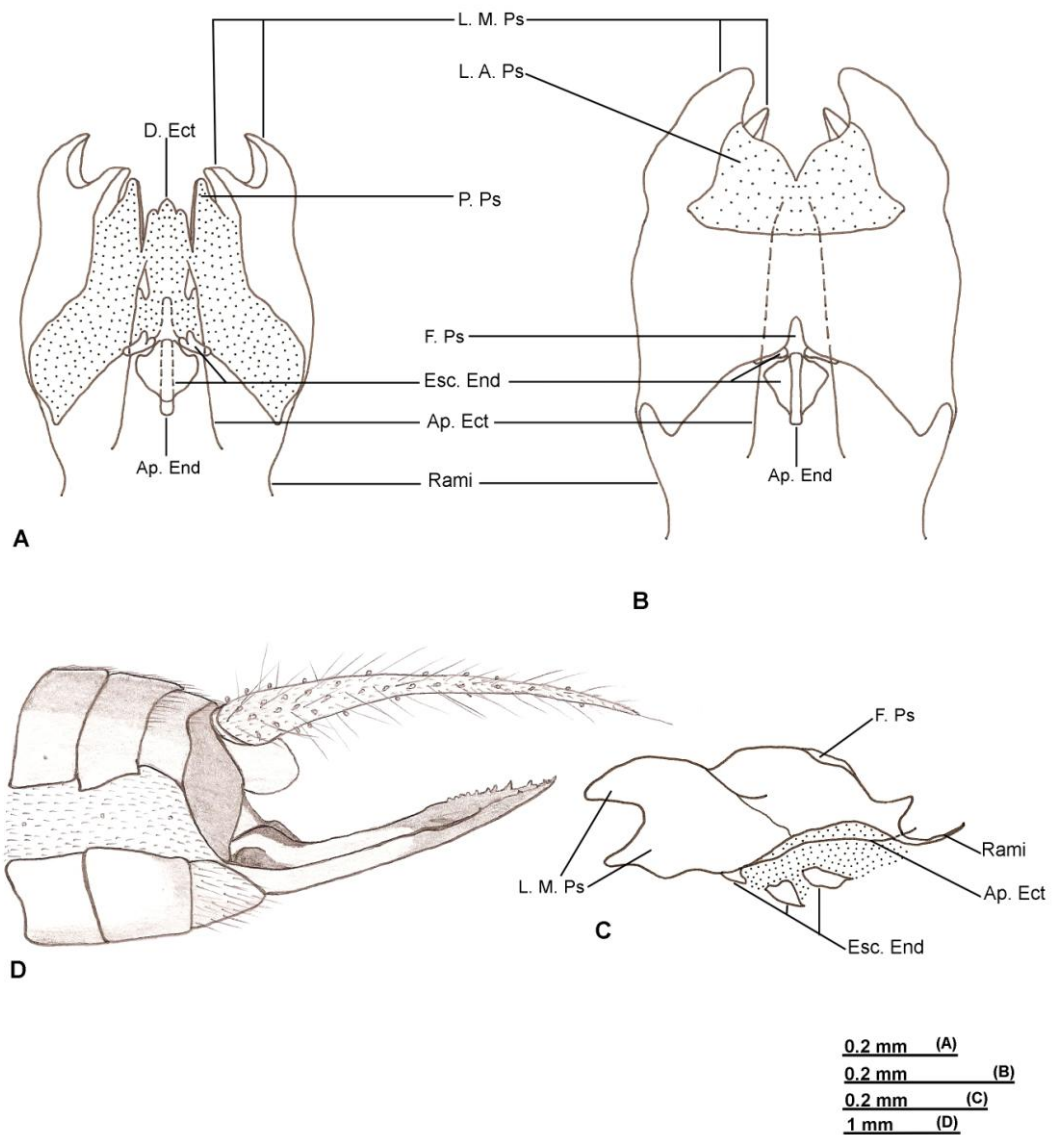 L. M. Ps
L. A. Ps
D. Ect
P. Ps
F. Ps
Esc. End
Ap. Ect
Ap. End
Ap. End
Rami
A
B
F. Ps
Rami
L. M. Ps
Ap. Ect
C
Esc. End
D
0.2 mm (A)
0.2 mm (B)
0.2 mm (C)
1 mm (D)